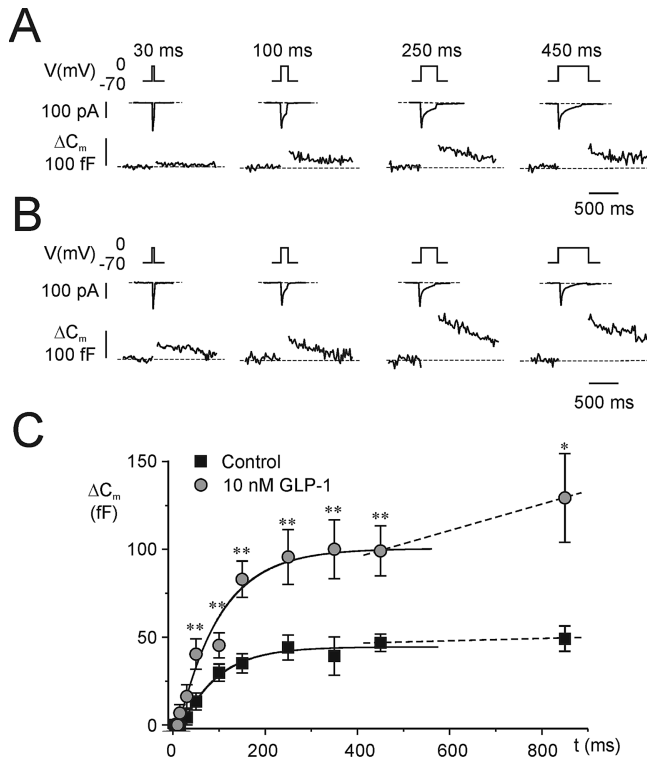 A
30 ms 100 ms 250 ms 450 ms
V(mV) 0
-70
100 pA
ΔCm
100 fF
500 ms
B
V(mV) 0
-70
100 pA
ΔCm
100 fF
500 ms
C
150
100
50
0
ΔCm
(fF)
Control
10 nM GLP-1
** ** ** ** ** ** *
0 200 400 600 800 t (ms)